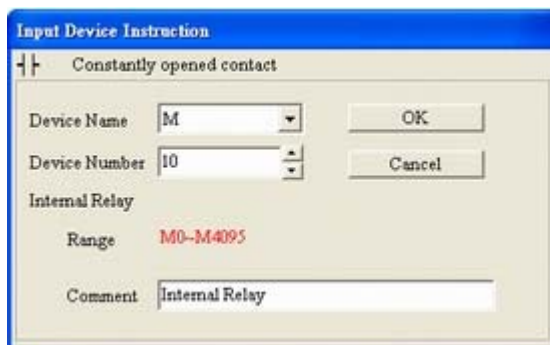 Input Device Instruction
Constantly opened contact
Device Name M OK
Device Number 10 Cancel
Internal Relay
Range M0~M4095
Comment Internal Relay